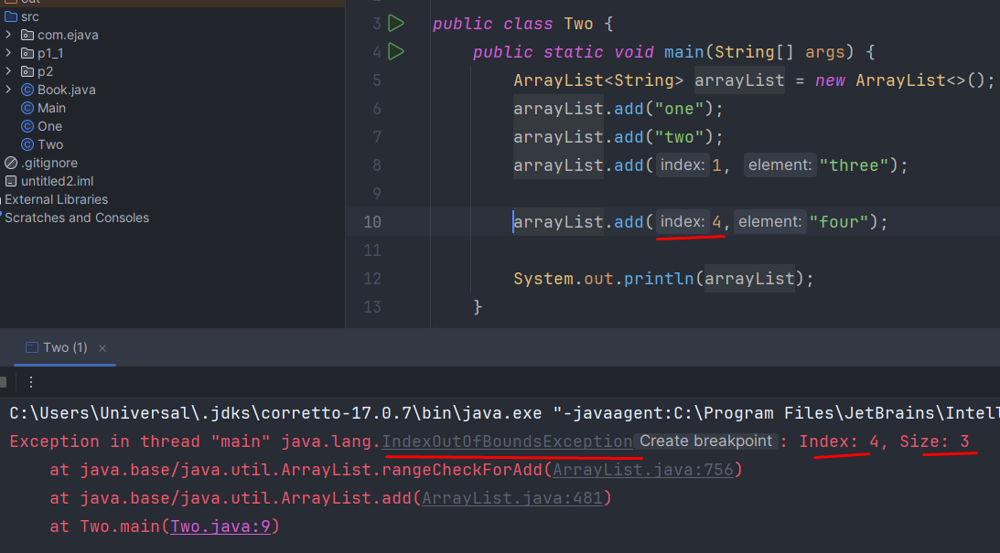 out
src
com.ejava
p1_1
p2
Book.java
Main
One
Two
.gitignore
untitled2.iml
External Libraries
Scratches and Consoles
3 public class Two {
4 public static void main(String[] args) {
5 ArrayList<String> arrayList = new ArrayList<>();
6 arrayList.add("one");
7 arrayList.add("two");
8 arrayList.add( index: 1, element: "three");
9
10 arrayList.add( index: 4, element: "four");
11
12 System.out.println(arrayList);
13 }
Two (1)
C:\Users\Universal\.jdks\corretto-17.0.7\bin\java.exe "-javaagent:C:\Program Files\JetBrains\Intell
Exception in thread "main" java.lang.IndexOutOfBoundsException Create breakpoint : Index: 4, Size: 3
at java.base/java.util.ArrayList.rangeCheckForAdd(ArrayList.java:756)
at java.base/java.util.ArrayList.add(ArrayList.java:481)
at Two.main(Two.java:9)